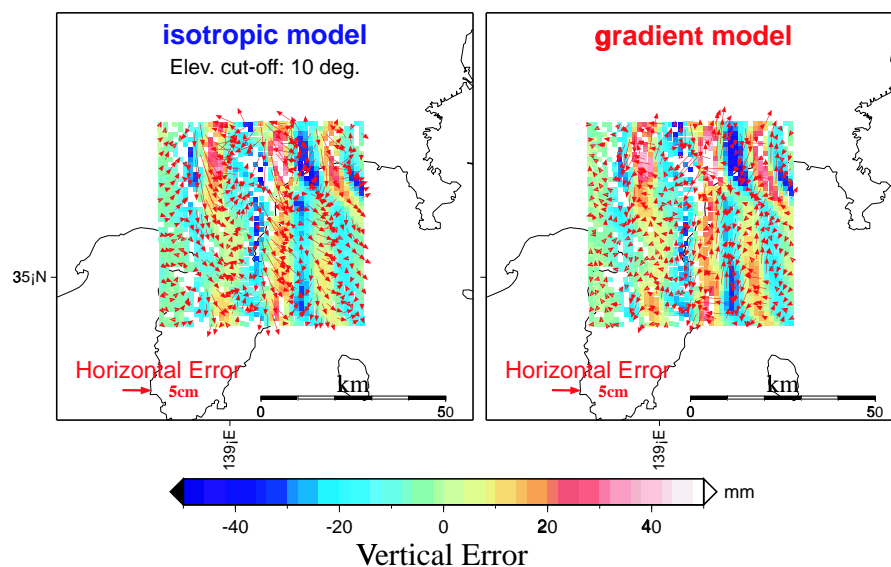 isotropic model
Elev. cut-off: 10 deg.
gradient model
35¡N
Horizontal Error
5cm
km
0 50
Horizontal Error
5cm
km
0 50
139¡E
139¡E
-40 -20 0 20 40
mm
Vertical Error